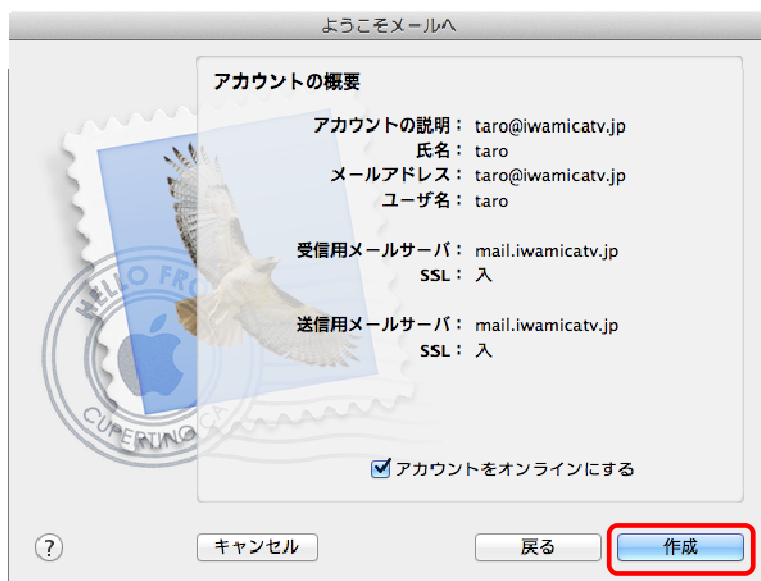 ようこそメールへ
アカウントの概要
アカウントの説明： taro@iwamicatv.jp
氏名： taro
メールアドレス： taro@iwamicatv.jp
ユーザ名： taro
受信用メールサーバ： mail.iwamicatv.jp
SSL： 入
送信用メールサーバ： mail.iwamicatv.jp
SSL： 入
HELLO FRO
CUPERTINO CA
アカウントをオンラインにする
? キャンセル 戻る 作成